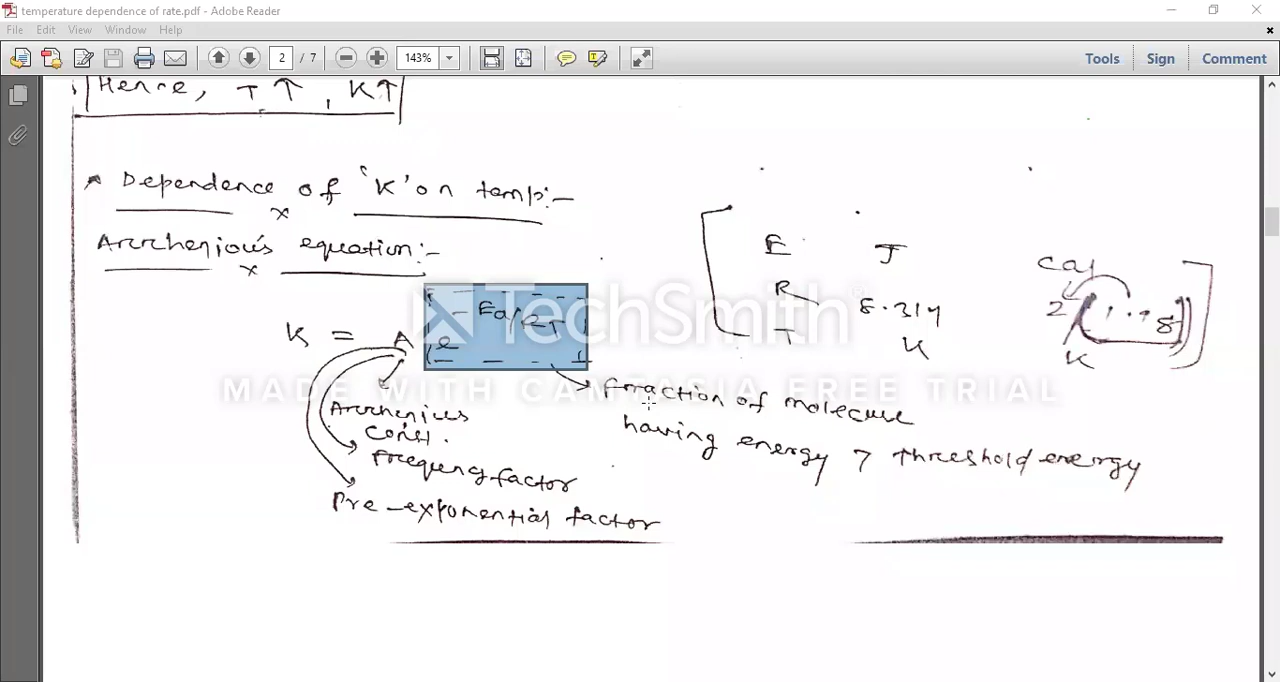 temperature dependence of rate.pdf - Adobe Reader
File Edit View Window Help
2 / 7 143% Tools Sign Comment
Hence, T↑, K↑
* Dependence of 'K' on temp:-
Arrhenious equation:-
E J cal
R 8.314 2 (1.98)
T K K
K = A e - Ea/RT
TechSmith
MADE WITH CAMTASIA FREE TRIAL
fraction of molecule
having energy > threshold energy
Arrhenius
const.
frequency factor
Pre-exponential factor